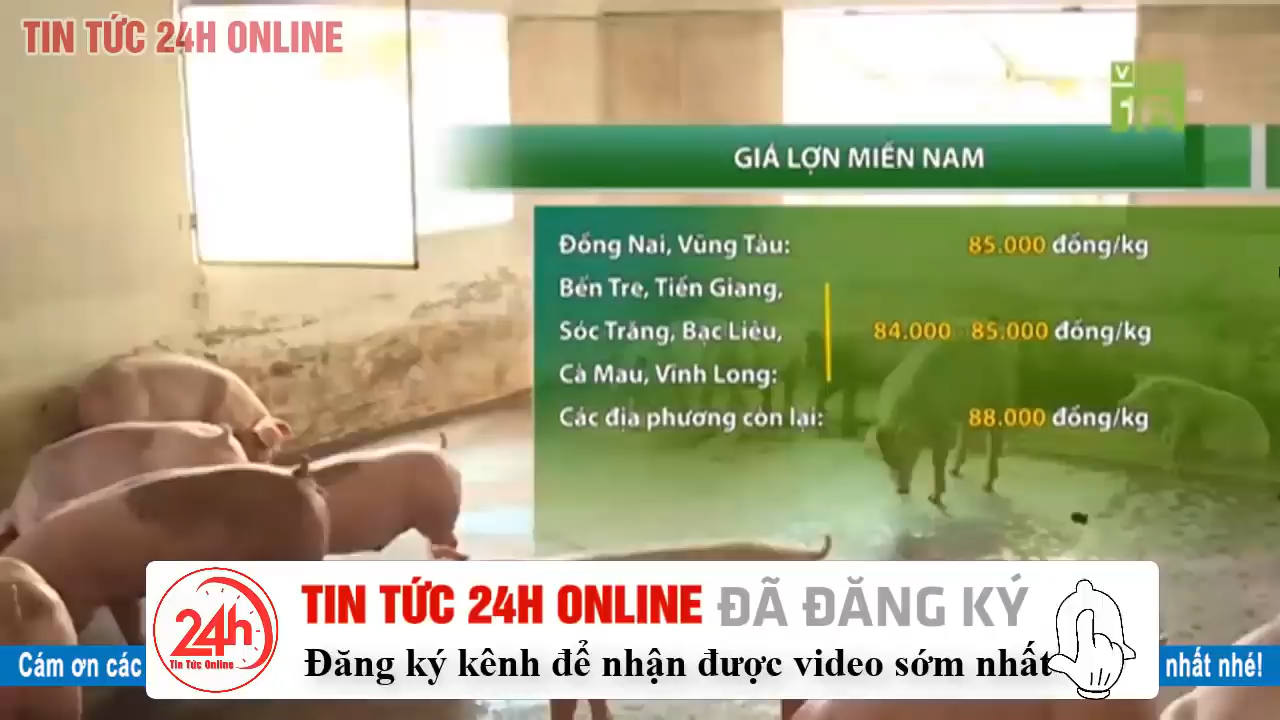 TIN TỨC 24H ONLINE
V
16
GIÁ LỢN MIỀN NAM
Đồng Nai, Vũng Tàu: 85.000 đồng/kg
Bến Tre, Tiền Giang,
Sóc Trăng, Bạc Liêu, 84.000 85.000 đồng/kg
Cà Mau, Vĩnh Long:
Các địa phương còn lại: 88.000 đồng/kg
24h
Tin Tức Online
TIN TỨC 24H ONLINE ĐÃ ĐĂNG KÝ
Đăng ký kênh để nhận được video sớm nhất
Cám ơn các
nhất nhé!